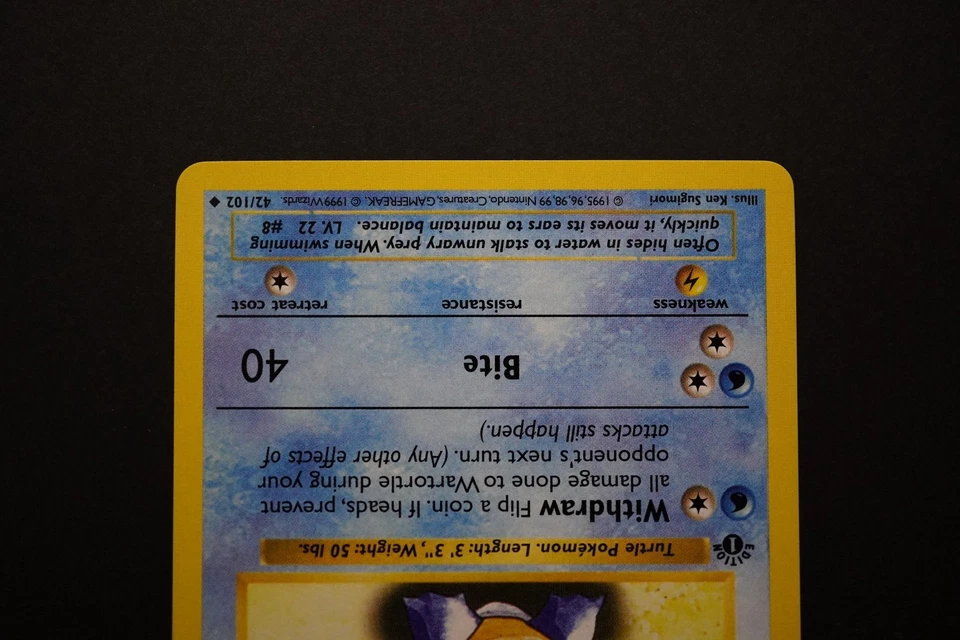 EDITION 1
Turtle Pokémon. Length: 3' 3", Weight: 50 lbs.
Withdraw Flip a coin. If heads, prevent
all damage done to Wartortle during your
opponent's next turn. (Any other effects of
attacks still happen.)
Bite 40
weakness resistance retreat cost
Often hides in water to stalk unwary prey. When swimming
quickly, it moves its ears to maintain balance. LV. 22 #8
Illus. Ken Sugimori © 1995, 96, 98, 99 Nintendo, Creatures, GAMEFREAK. © 1999 Wizards. 42/102